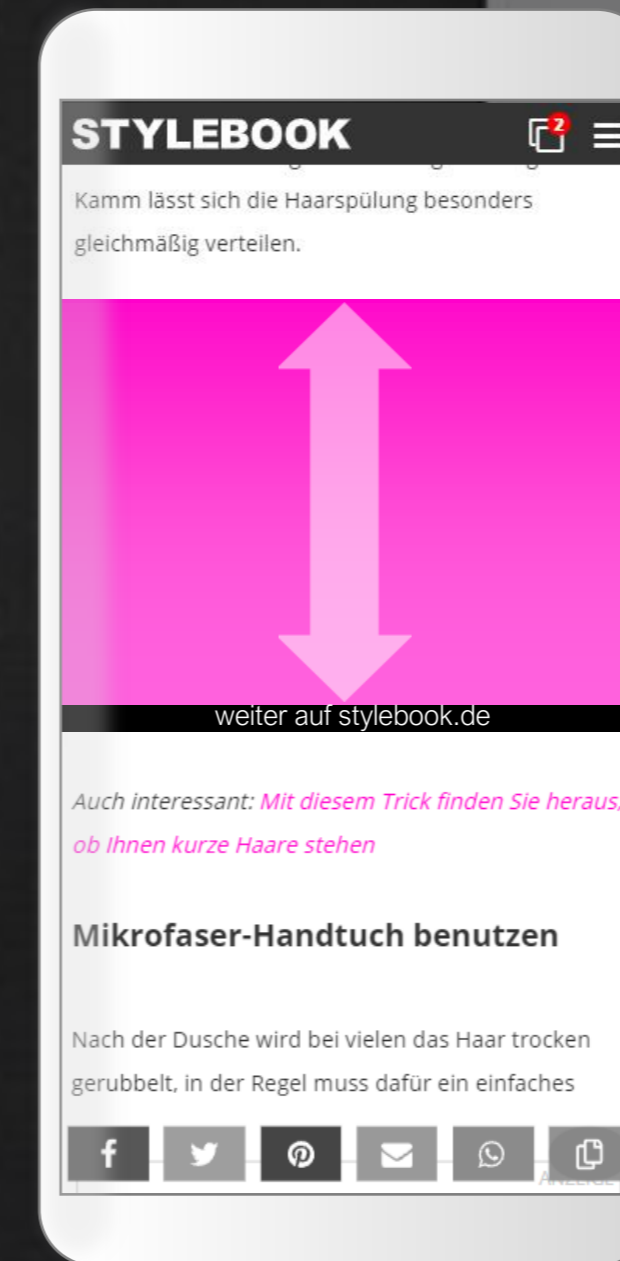 STYLEBOOK
2
Kamm lässt sich die Haarspülung besonders
gleichmäßig verteilen.
weiter auf stylebook.de
Auch interessant: Mit diesem Trick finden Sie heraus,
ob Ihnen kurze Haare stehen
Mikrofaser-Handtuch benutzen
Nach der Dusche wird bei vielen das Haar trocken
gerubbelt, in der Regel muss dafür ein einfaches
ANZEIGE